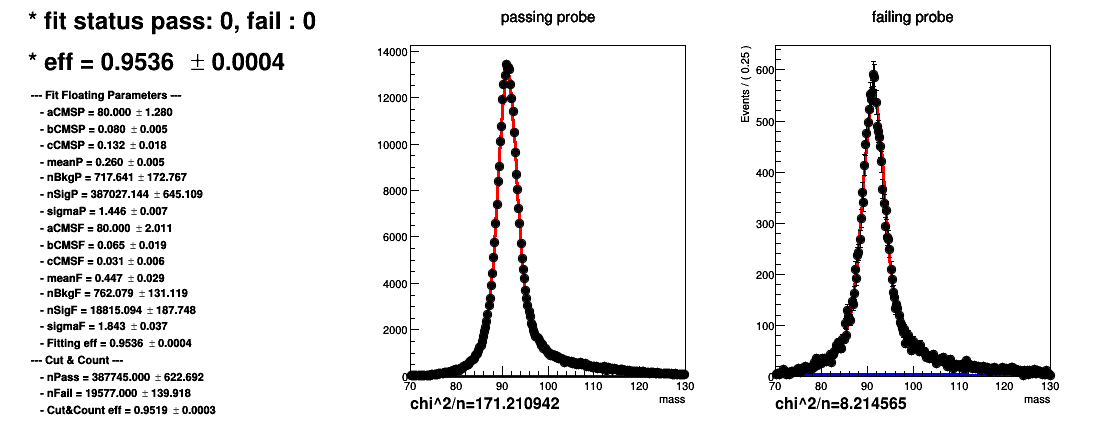 * fit status pass: 0, fail : 0
* eff = 0.9536 ± 0.0004
--- Fit Floating Parameters ---
- aCMSP = 80.000 ± 1.280
- bCMSP = 0.080 ± 0.005
- cCMSP = 0.132 ± 0.018
- meanP = 0.260 ± 0.005
- nBkgP = 717.641 ± 172.767
- nSigP = 387027.144 ± 645.109
- sigmaP = 1.446 ± 0.007
- aCMSF = 80.000 ± 2.011
- bCMSF = 0.065 ± 0.019
- cCMSF = 0.031 ± 0.006
- meanF = 0.447 ± 0.029
- nBkgF = 762.079 ± 131.119
- nSigF = 18815.094 ± 187.748
- sigmaF = 1.843 ± 0.037
- Fitting eff = 0.9536 ± 0.0004
--- Cut & Count ---
- nPass = 387745.000 ± 622.692
- nFail = 19577.000 ± 139.918
- Cut&Count eff = 0.9519 ± 0.0003
passing probe
14000
12000
10000
8000
6000
4000
2000
0
70 80 90 100 110 120 130
mass
chi^2/n=171.210942
failing probe
Events / ( 0.25 )
600
500
400
300
200
100
0
70 80 90 100 110 120 130
mass
chi^2/n=8.214565